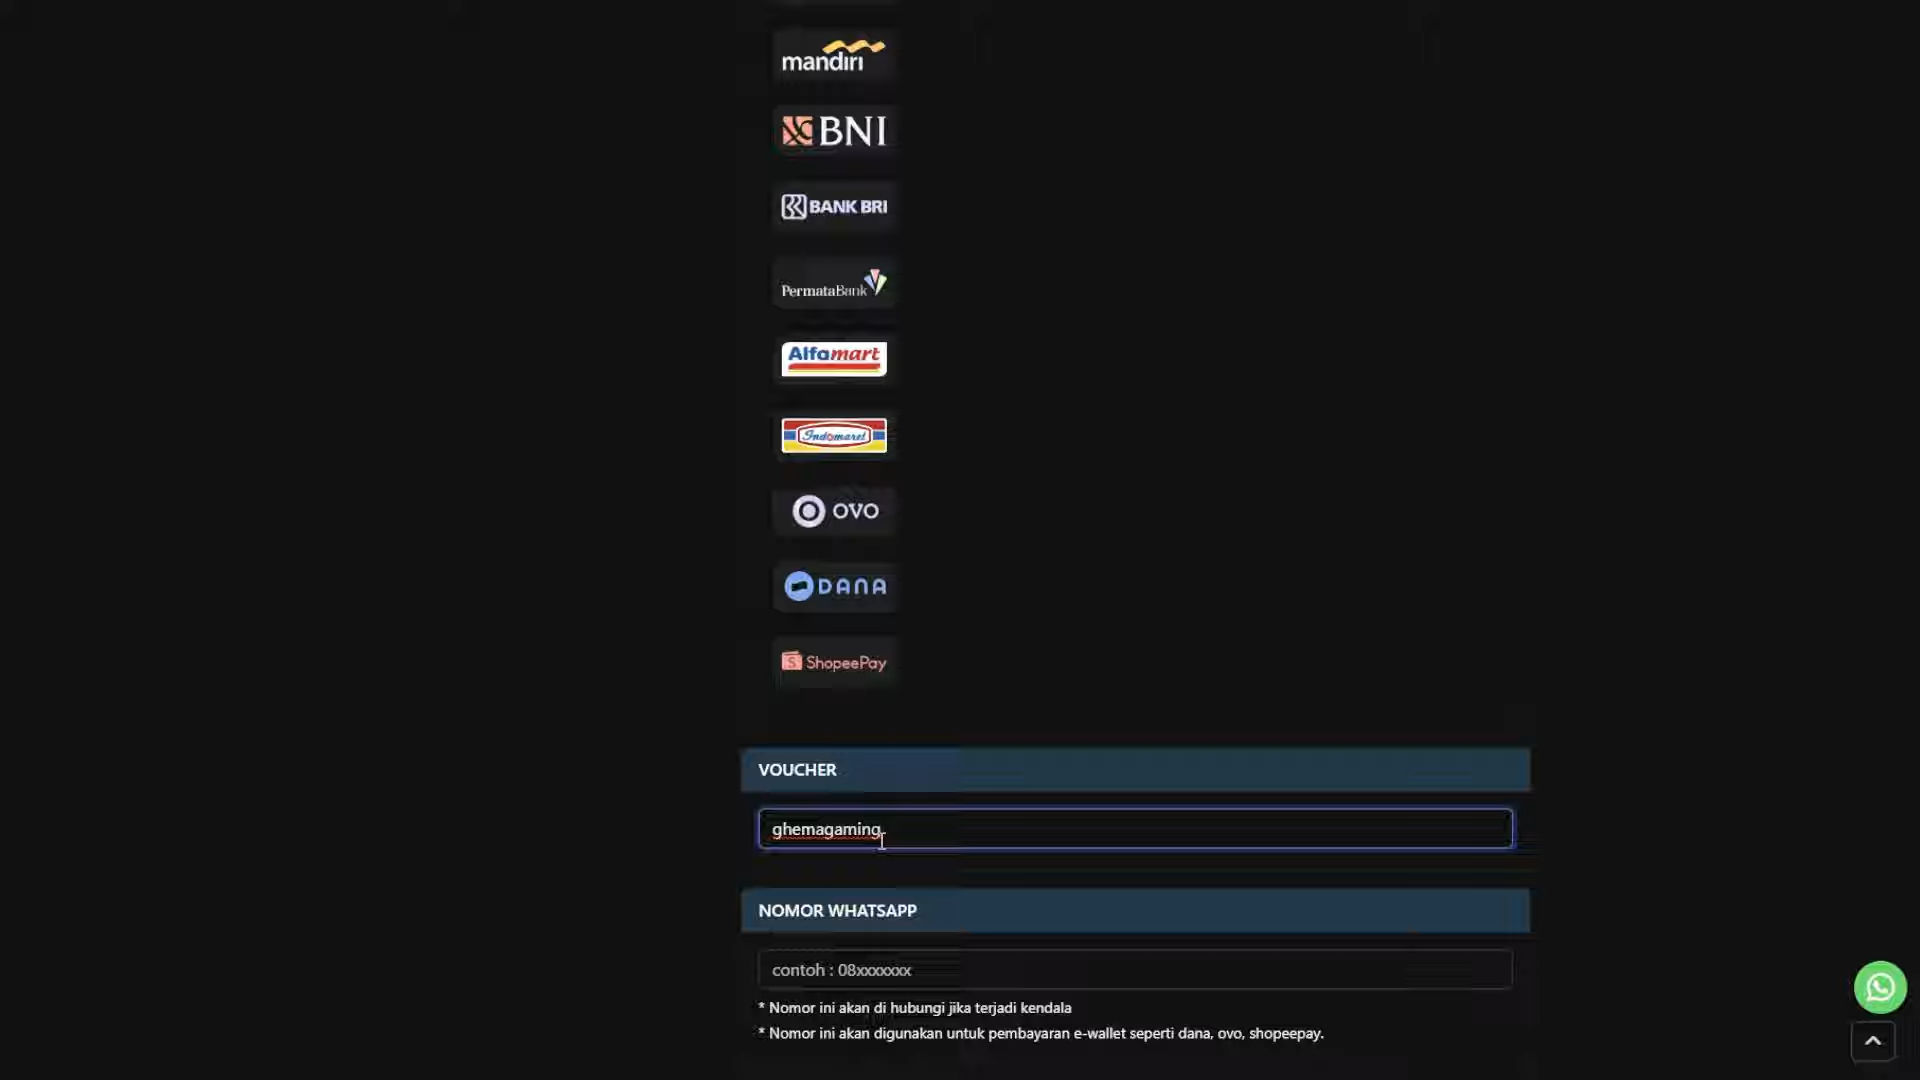 mandiri
BNI
BANK BRI
PermataBank
Alfamart
Indomaret
OVO
DANA
S ShopeePay
VOUCHER
ghemagaming
NOMOR WHATSAPP
contoh : 08xxxxxxx
* Nomor ini akan di hubungi jika terjadi kendala
* Nomor ini akan digunakan untuk pembayaran e-wallet seperti dana, ovo, shopeepay.